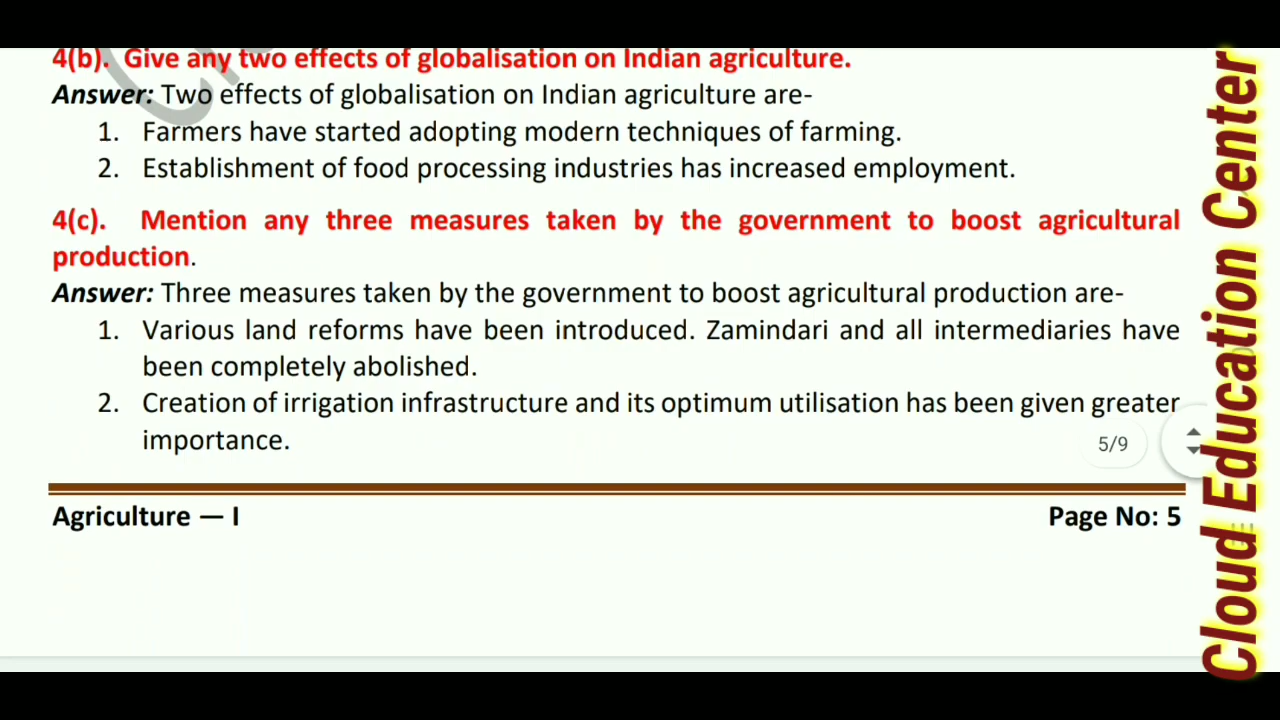 4(b). Give any two effects of globalisation on Indian agriculture.
Answer: Two effects of globalisation on Indian agriculture are-
1. Farmers have started adopting modern techniques of farming.
2. Establishment of food processing industries has increased employment.
4(c). Mention any three measures taken by the government to boost agricultural
production.
Answer: Three measures taken by the government to boost agricultural production are-
1. Various land reforms have been introduced. Zamindari and all intermediaries have
been completely abolished.
2. Creation of irrigation infrastructure and its optimum utilisation has been given greater
importance.
5/9
Agriculture — I
Page No: 5
Cloud Education Center